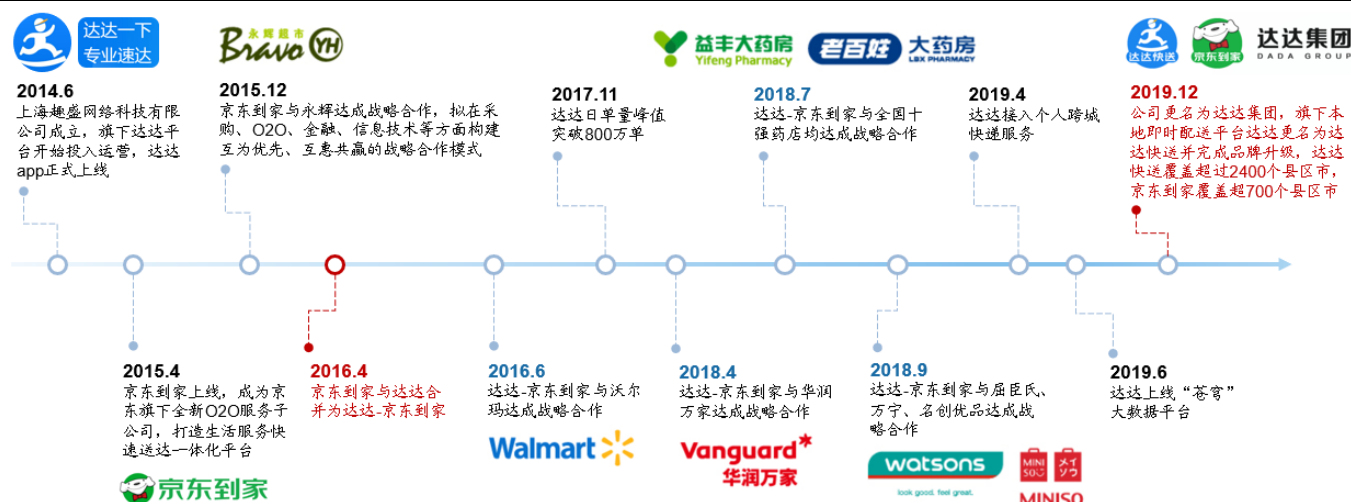 达达一下
专业速达
永辉超市
Bravo YH
益丰大药房
Yifeng Pharmacy
老百姓 大药房
LBX PHARMACY
达达快送
京东到家
达达集团
DADA GROUP
2014.6
上海趣盛网络科技有限
公司成立，旗下达达平
台开始投入运营，达达
app正式上线
2015.12
京东到家与永辉达成战略合作，拟在采
购、O2O、金融、信息技术等方面构建
互为优先、互惠共赢的战略合作模式
2017.11
达达日单量峰值
突破800万单
2018.7
达达-京东到家与全国十
强药店均达成战略合作
2019.4
达达接入个人跨城
快递服务
2019.12
公司更名为达达集团，旗下本
地即时配送平台达达更名为达
达快送并完成品牌升级，达达
快送覆盖超过2400个县区市，
京东到家覆盖超700个县区市
2015.4
京东到家上线，成为京
东旗下全新O2O服务子
公司，打造生活服务快
速送达一体化平台
京东到家
2016.4
京东到家与达达合
并为达达-京东到家
2016.6
达达-京东到家与沃尔
玛达成战略合作
Walmart
2018.4
达达-京东到家与华润
万家达成战略合作
Vanguard
华润万家
2018.9
达达-京东到家与屈臣氏、
万宁、名创优品达成战
略合作
watsons
look good. feel great.
MINI
SO
メイ
ソウ
MINISO
2019.6
达达上线“苍穹”
大数据平台